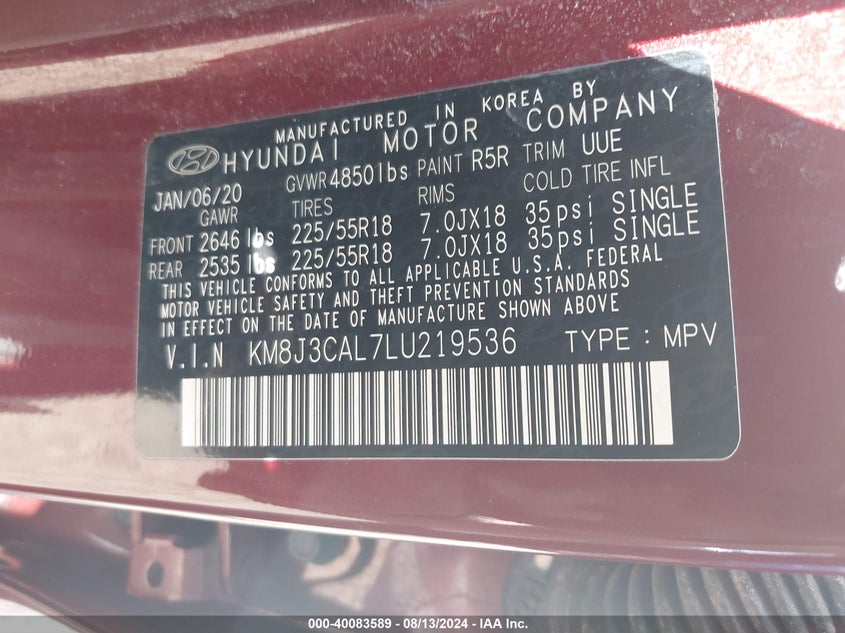 MANUFACTURED IN KOREA BY
HYUNDAI MOTOR COMPANY
JAN/06/20 GVWR 4850lbs PAINT R5R TRIM UUE
GAWR TIRES RIMS COLD TIRE INFL
FRONT 2646 lbs 225/55R18 7.0JX18 35psi SINGLE
REAR 2535 lbs 225/55R18 7.0JX18 35psi SINGLE
THIS VEHICLE CONFORMS TO ALL APPLICABLE U.S.A. FEDERAL
MOTOR VEHICLE SAFETY AND THEFT PREVENTION STANDARDS
IN EFFECT ON THE DATE OF MANUFACTURE SHOWN ABOVE
V.I.N KM8J3CAL7LU219536 TYPE : MPV
000-40083589 - 08/13/2024 - IAA Inc.